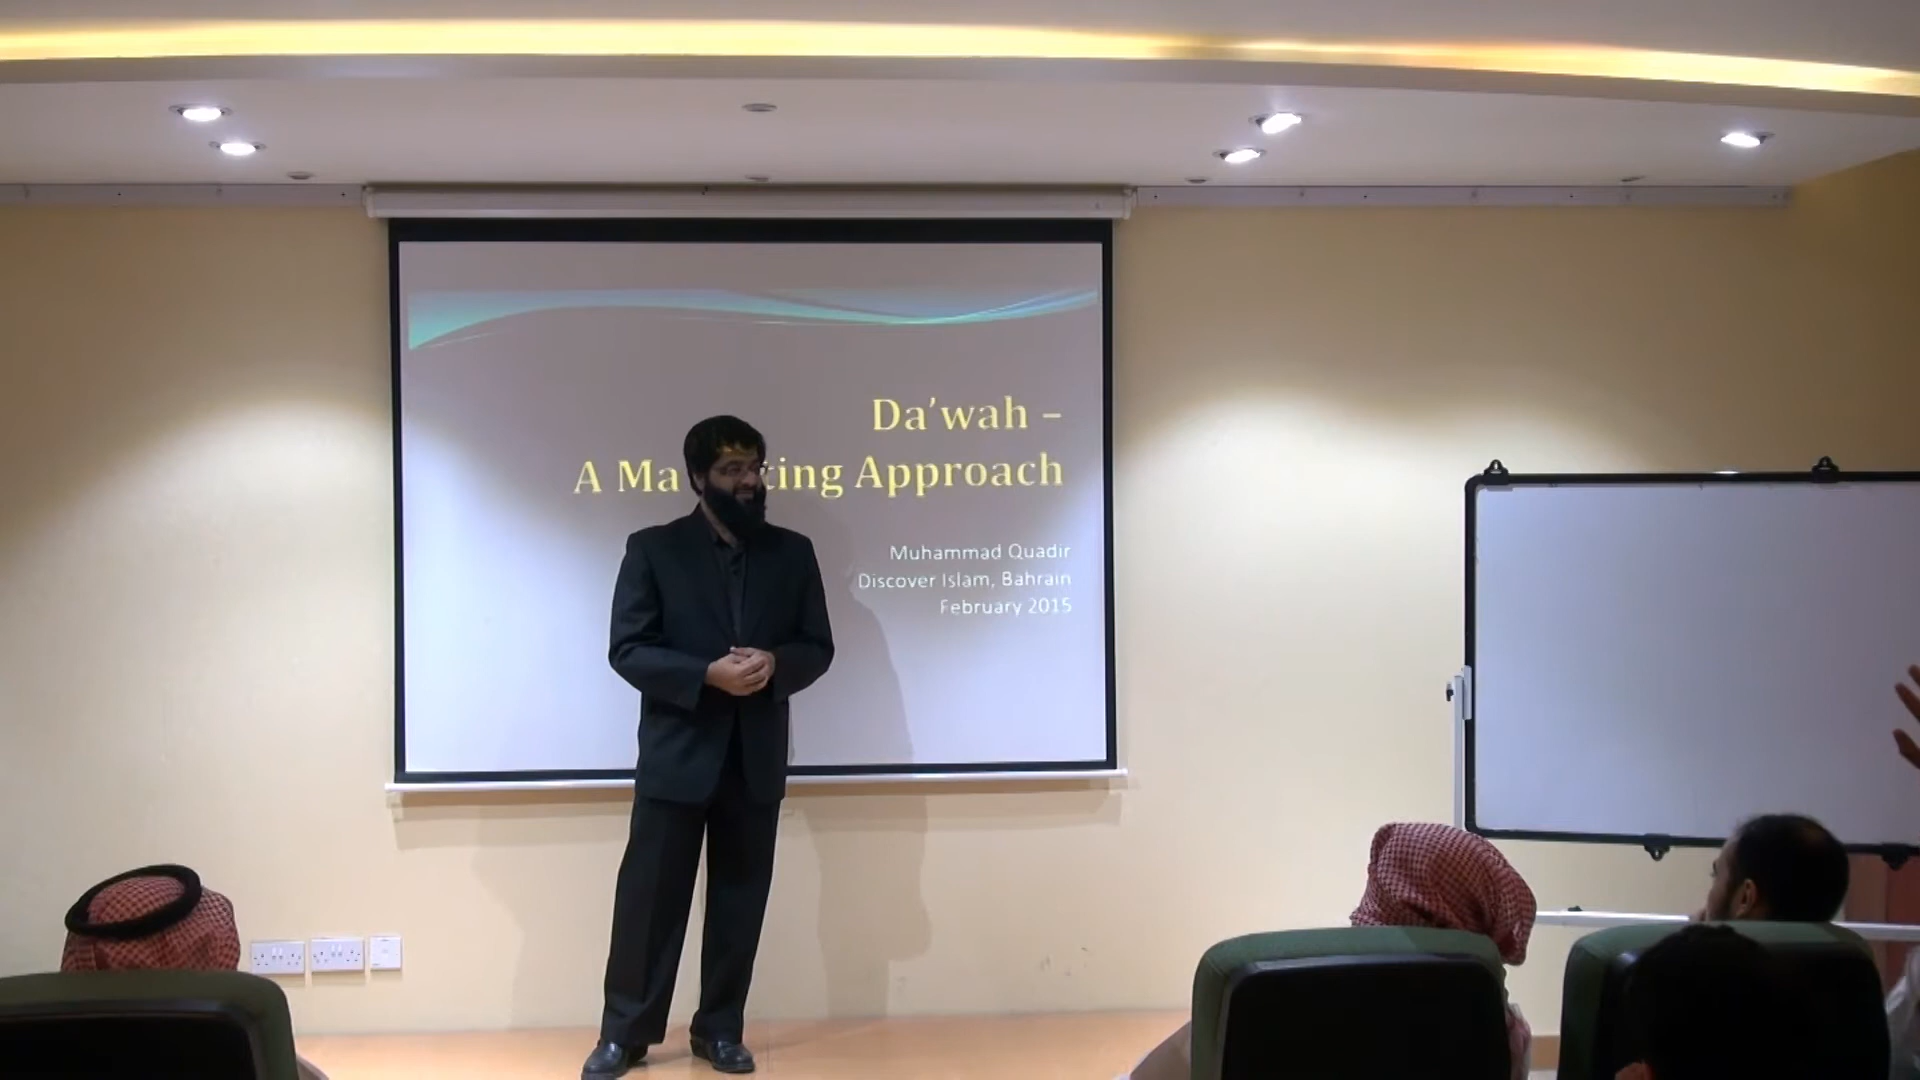 Da'wah –
A Ma ting Approach
Muhammad Quadir
Discover Islam, Bahrain
February 2015